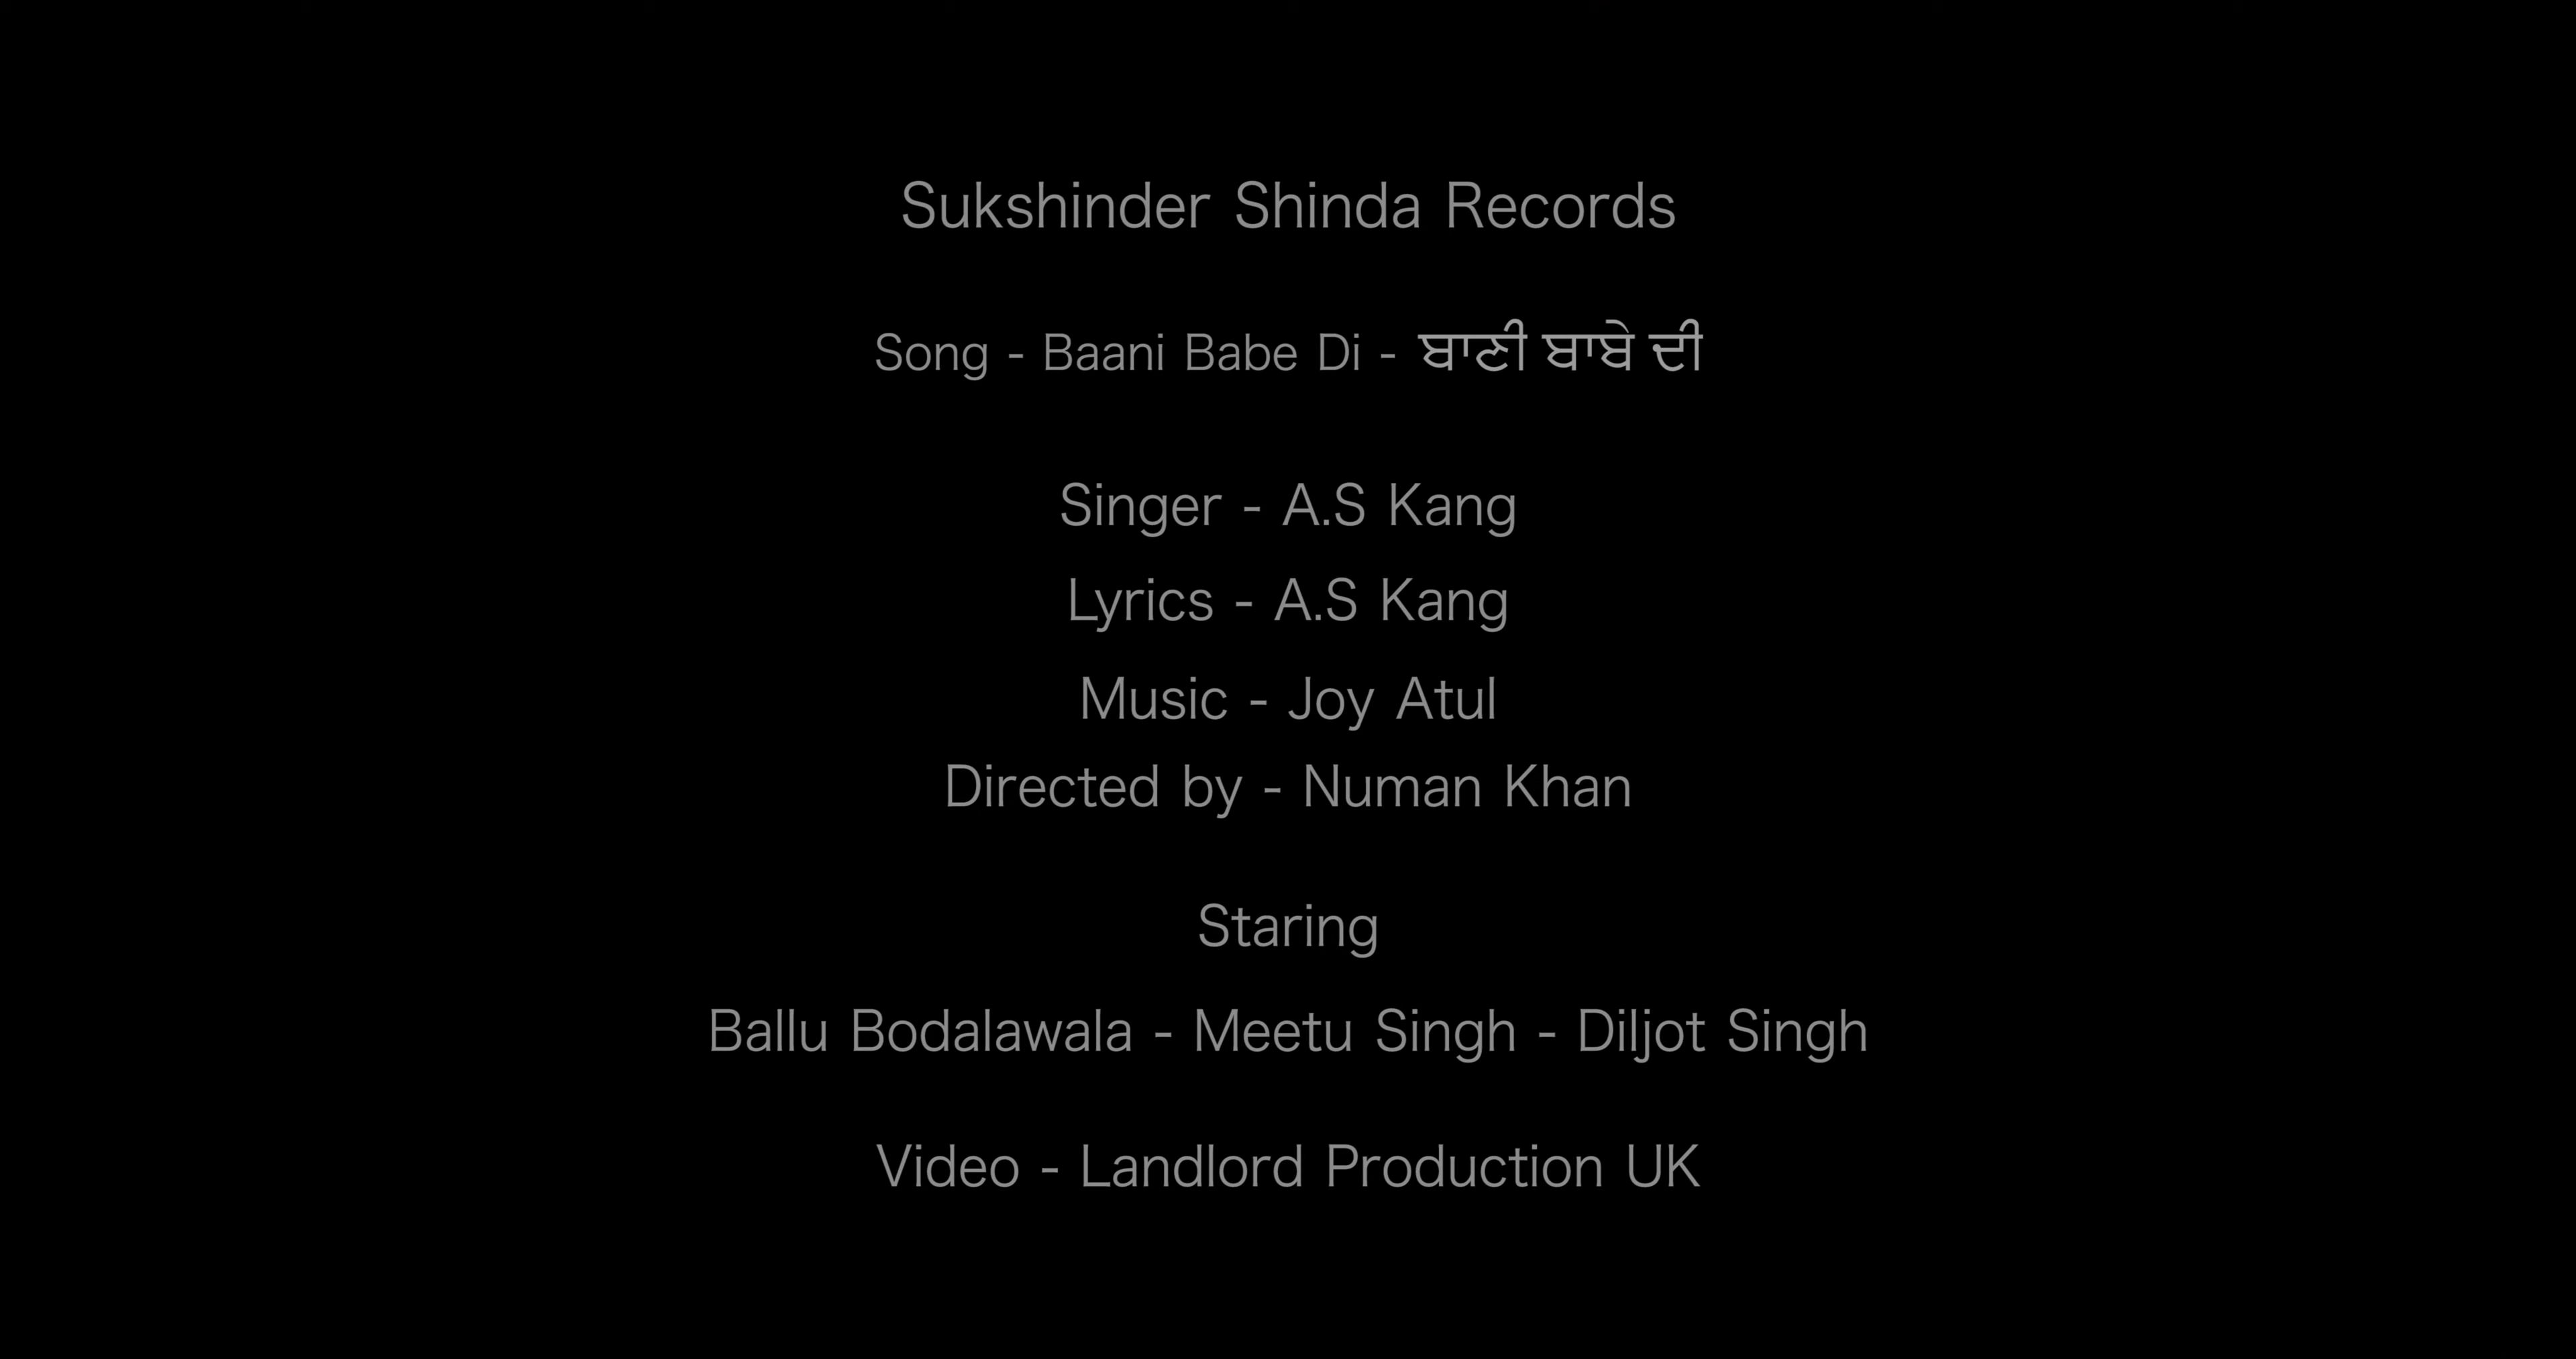 Sukshinder Shinda Records
Song - Baani Babe Di - ਬਾਣੀ ਬਾਬੇ ਦੀ
Singer - A.S Kang
Lyrics - A.S Kang
Music - Joy Atul
Directed by - Numan Khan
Staring
Ballu Bodalawala - Meetu Singh - Diljot Singh
Video - Landlord Production UK